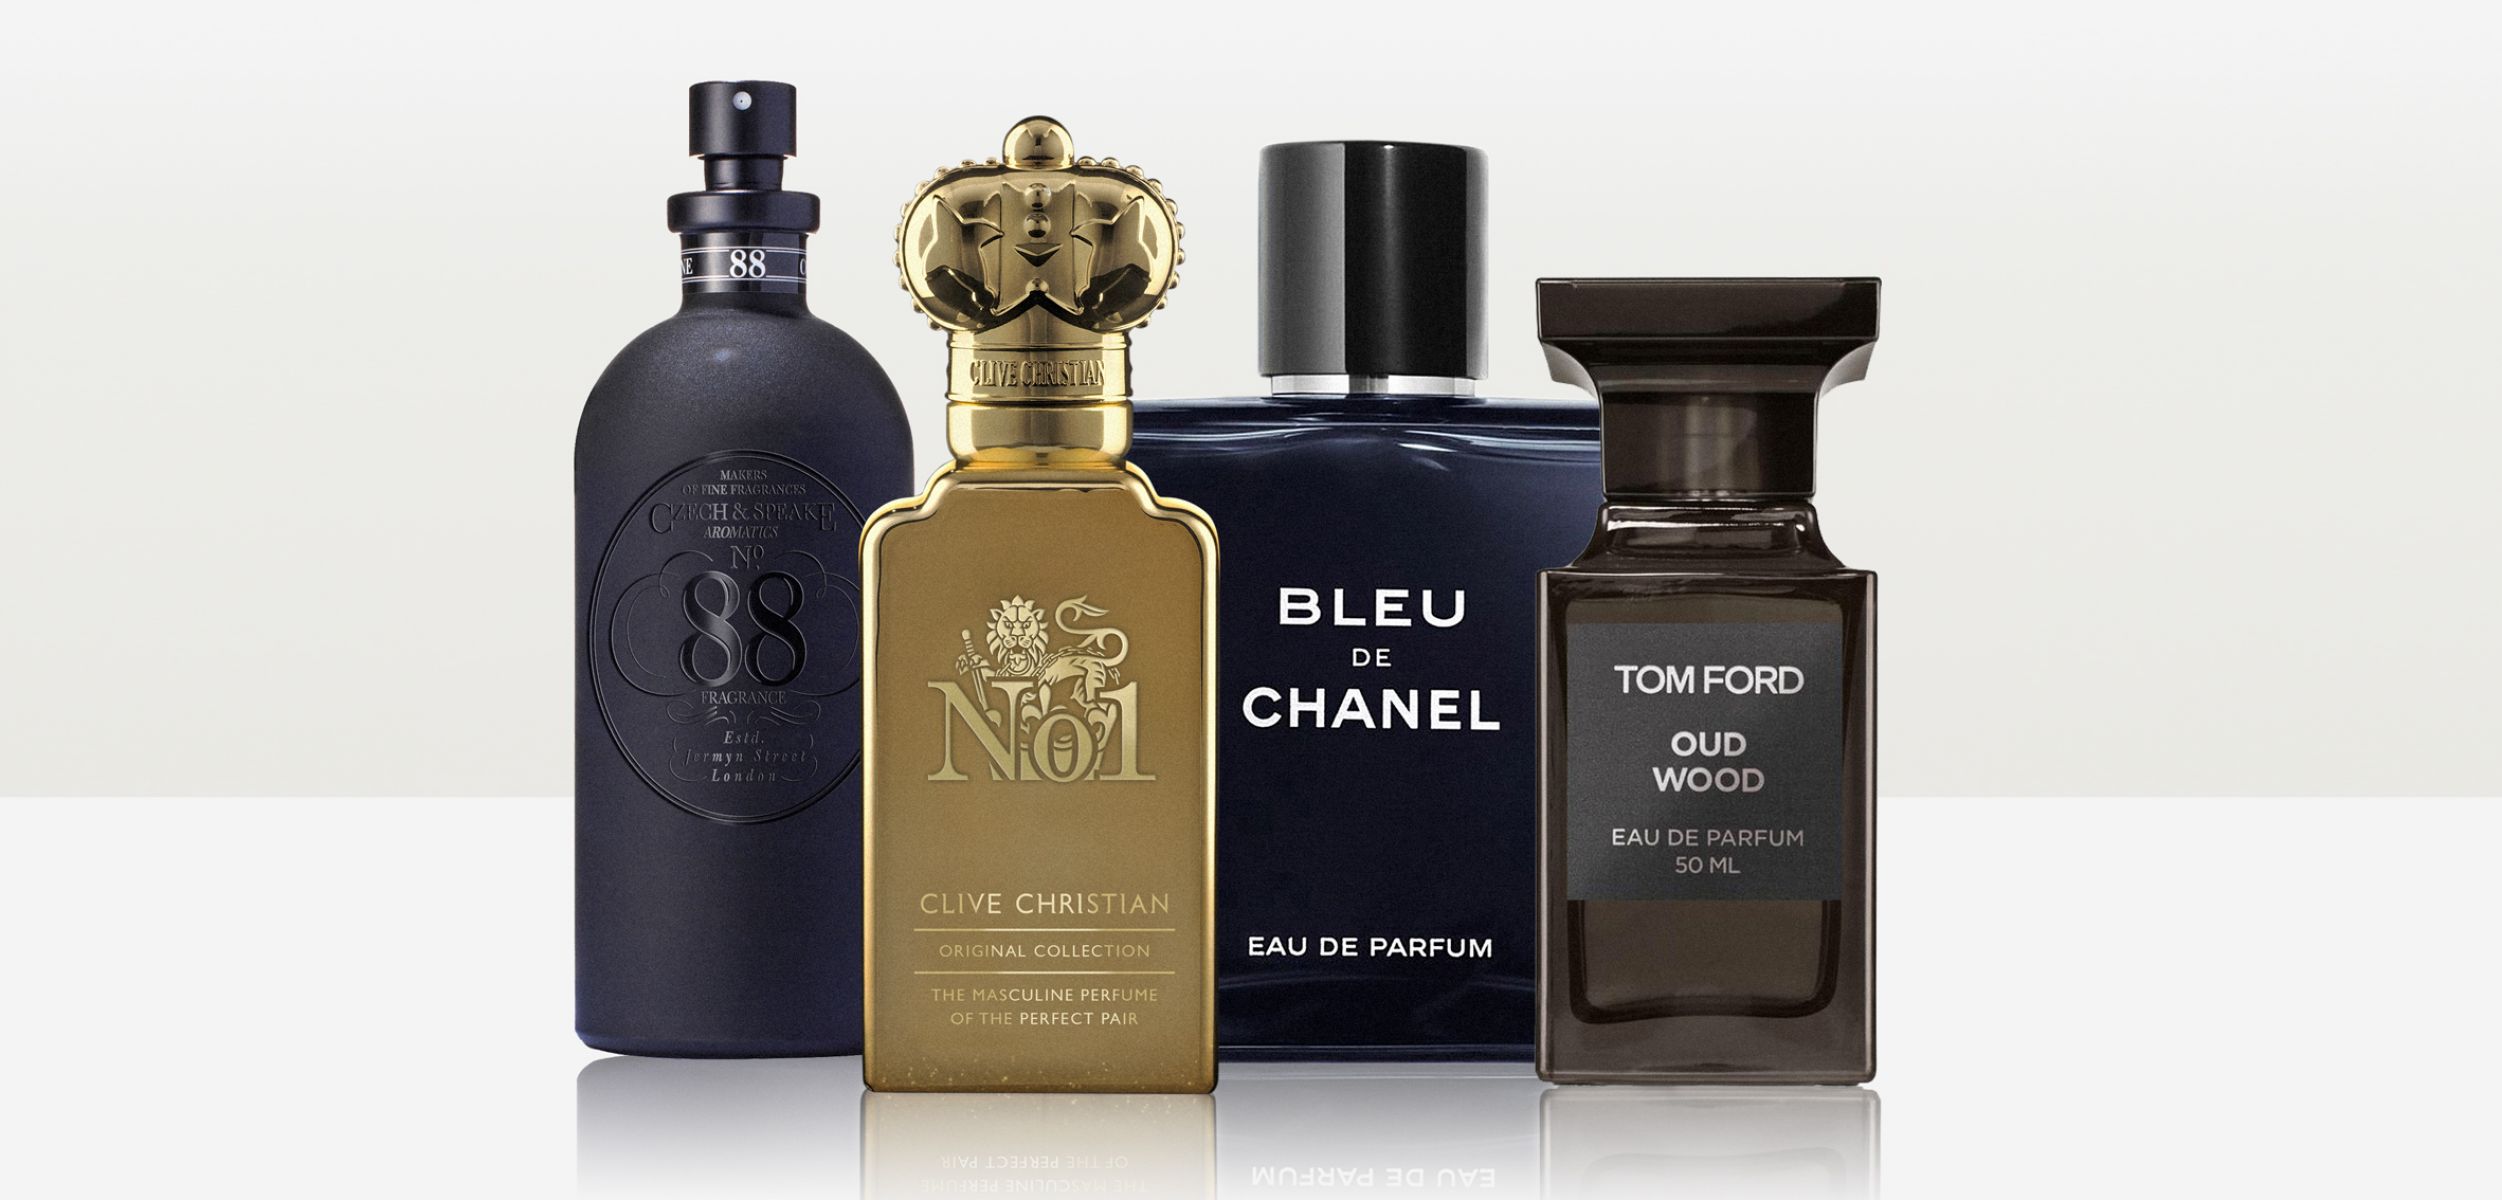 NE 88 C
MAKERS
OF FINE FRAGRANCES
CZECH & SPEAKE
AROMATICS
No.
88
FRAGRANCE
Estd.
Jermyn Street
London
CLIVE CHRISTIAN
No1
CLIVE CHRISTIAN
ORIGINAL COLLECTION
THE MASCULINE PERFUME
OF THE PERFECT PAIR
BLEU
DE
CHANEL
EAU DE PARFUM
TOM FORD
OUD
WOOD
EAU DE PARFUM
50 ML